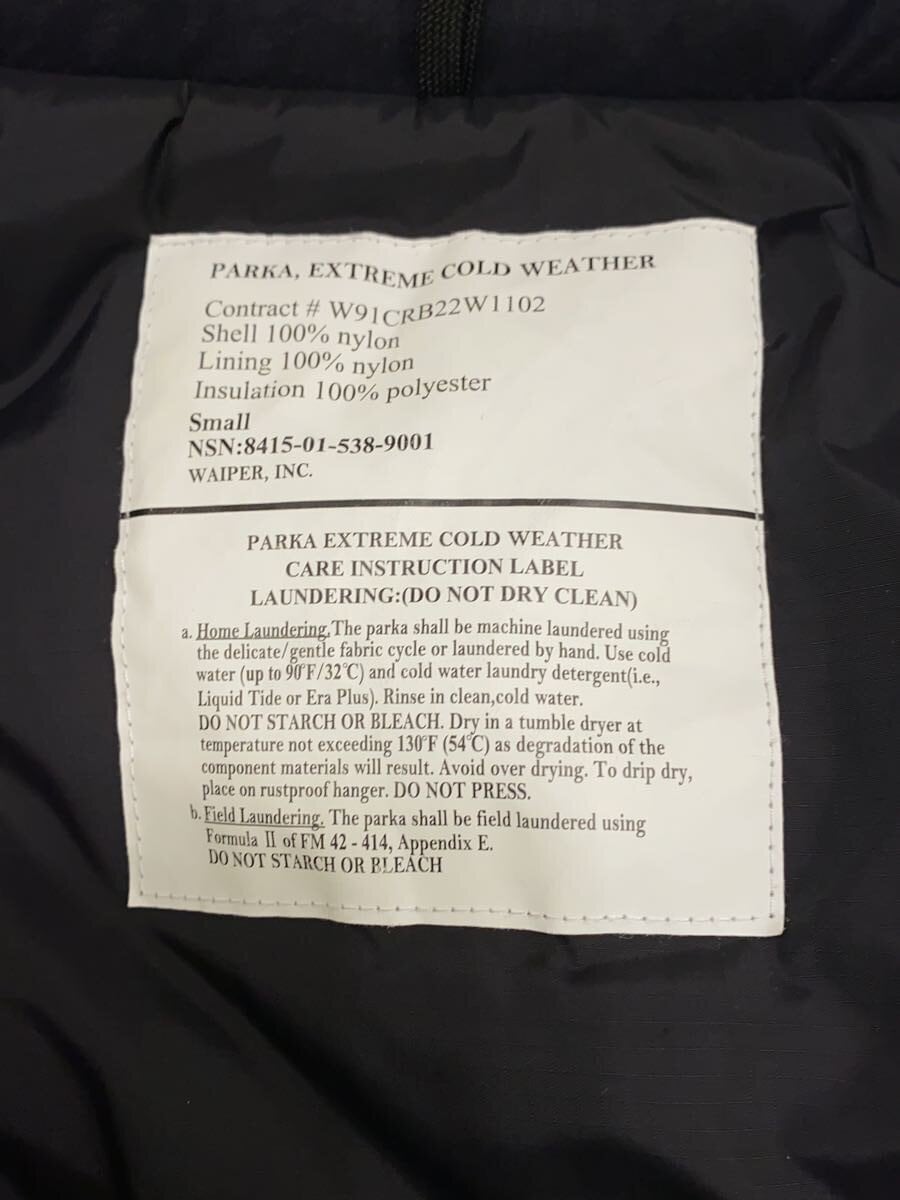 PARKA, EXTREME COLD WEATHER
Contract # W91CRB22W1102
Shell 100% nylon
Lining 100% nylon
Insulation 100% polyester
Small
NSN:8415-01-538-9001
WAIPER, INC.
PARKA EXTREME COLD WEATHER
CARE INSTRUCTION LABEL
LAUNDERING:(DO NOT DRY CLEAN)
a. Home Laundering.The parka shall be machine laundered using
the delicate/gentle fabric cycle or laundered by hand. Use cold
water (up to 90°F/32℃) and cold water laundry detergent(i.e.,
Liquid Tide or Era Plus). Rinse in clean,cold water.
DO NOT STARCH OR BLEACH. Dry in a tumble dryer at
temperature not exceeding 130°F (54℃) as degradation of the
component materials will result. Avoid over drying. To drip dry,
place on rustproof hanger. DO NOT PRESS.
b. Field Laundering. The parka shall be field laundered using
Formula II of FM 42 - 414, Appendix E.
DO NOT STARCH OR BLEACH